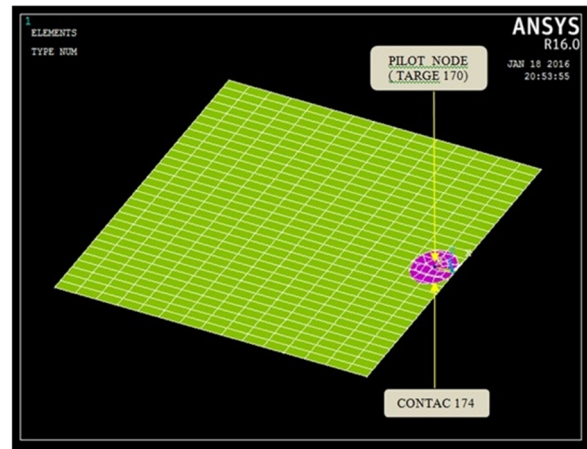 1
ELEMENTS
TYPE NUM
ANSYS
R16.0
JAN 18 2016
20:53:55
PILOT NODE
( TARGE 170)
CONTAC 174